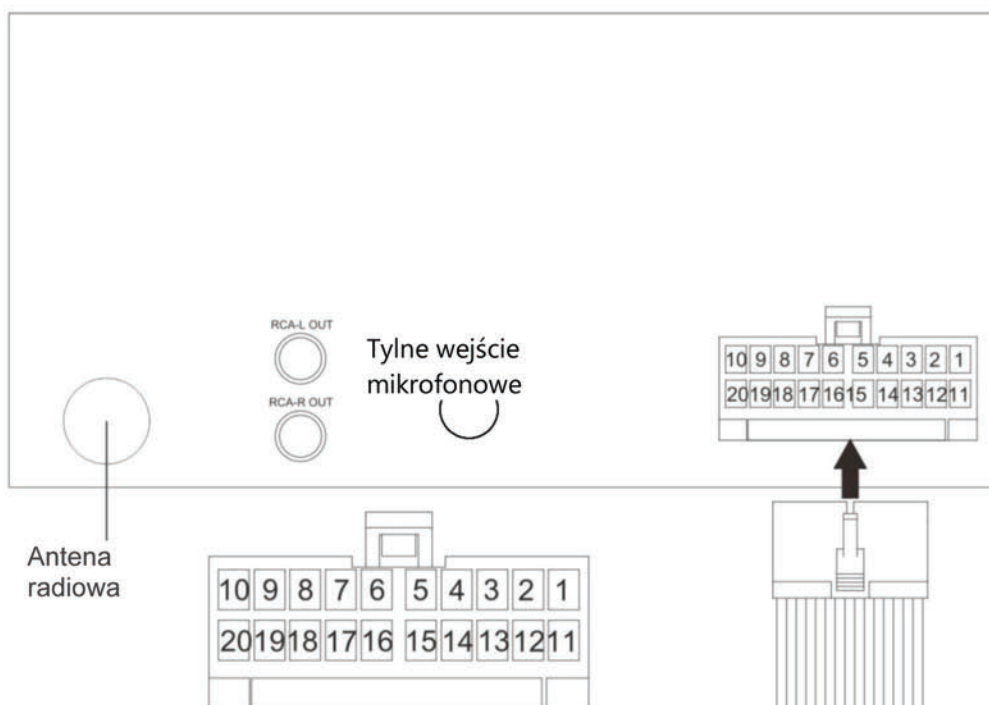 RCA-L OUT
Tylne wejście
mikrofonowe
RCA-R OUT
10 9 8 7 6 5 4 3 2 1
20 19 18 17 16 15 14 13 12 11
Antena
radiowa
10 9 8 7 6 5 4 3 2 1
20 19 18 17 16 15 14 13 12 11